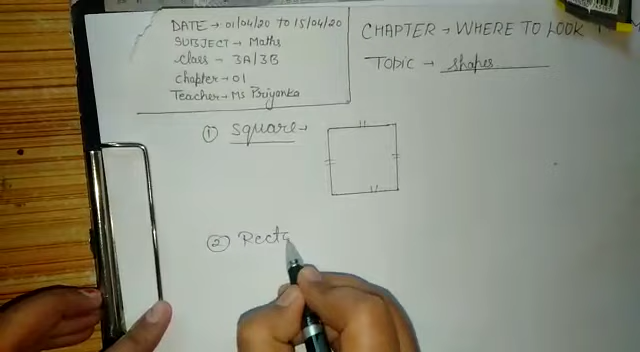 DATE → 01/04/20 TO 15/04/20
SUBJECT → Maths
Class - 3A/3B
Chapter → 01
Teacher → Ms Priyanka
CHAPTER → WHERE TO LOOK
TOPIC → Shapes
① Square →
② Recta